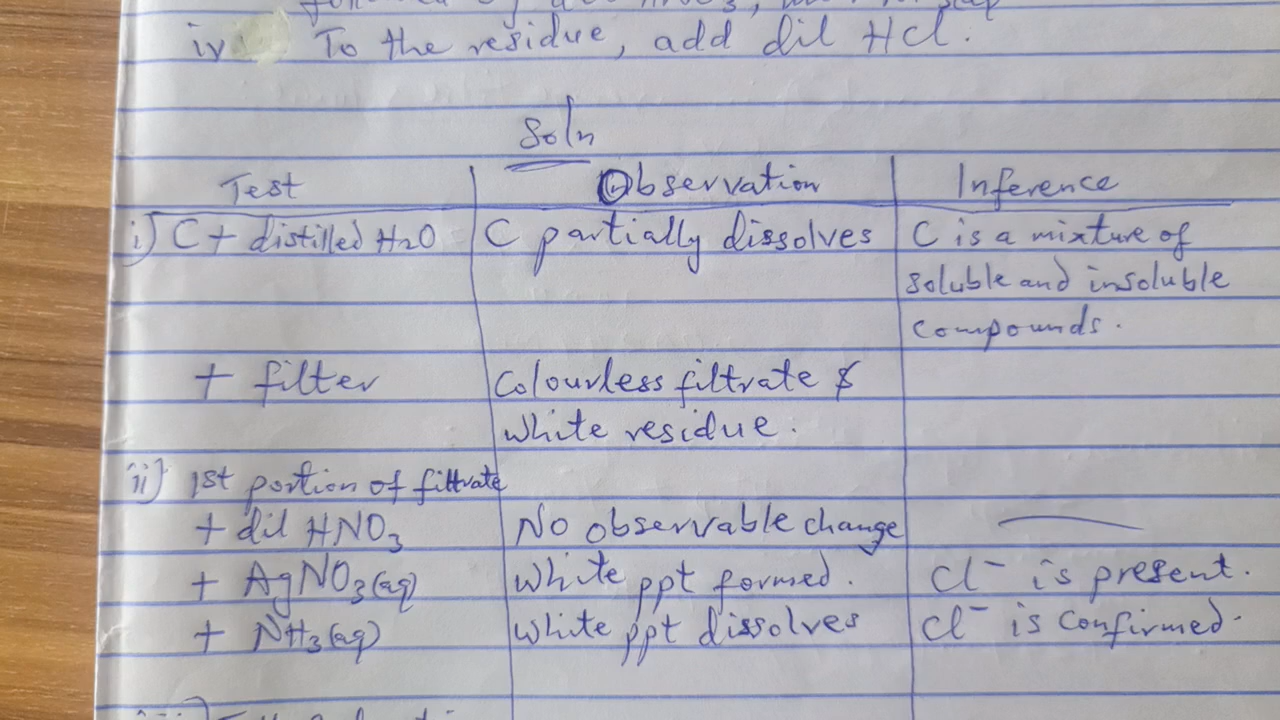 iv To the residue, add dil HCl.
Soln
Test Observation Inference
i) C + distilled H2O C partially dissolves C is a mixture of
soluble and insoluble
compounds.
+ filter Colourless filtrate &
white residue.
ii) 1st portion of filtrate
+ dil HNO3 No observable change —
+ AgNO3(aq) White ppt formed. Cl⁻ is present.
+ NH3(aq) White ppt dissolves Cl⁻ is confirmed.